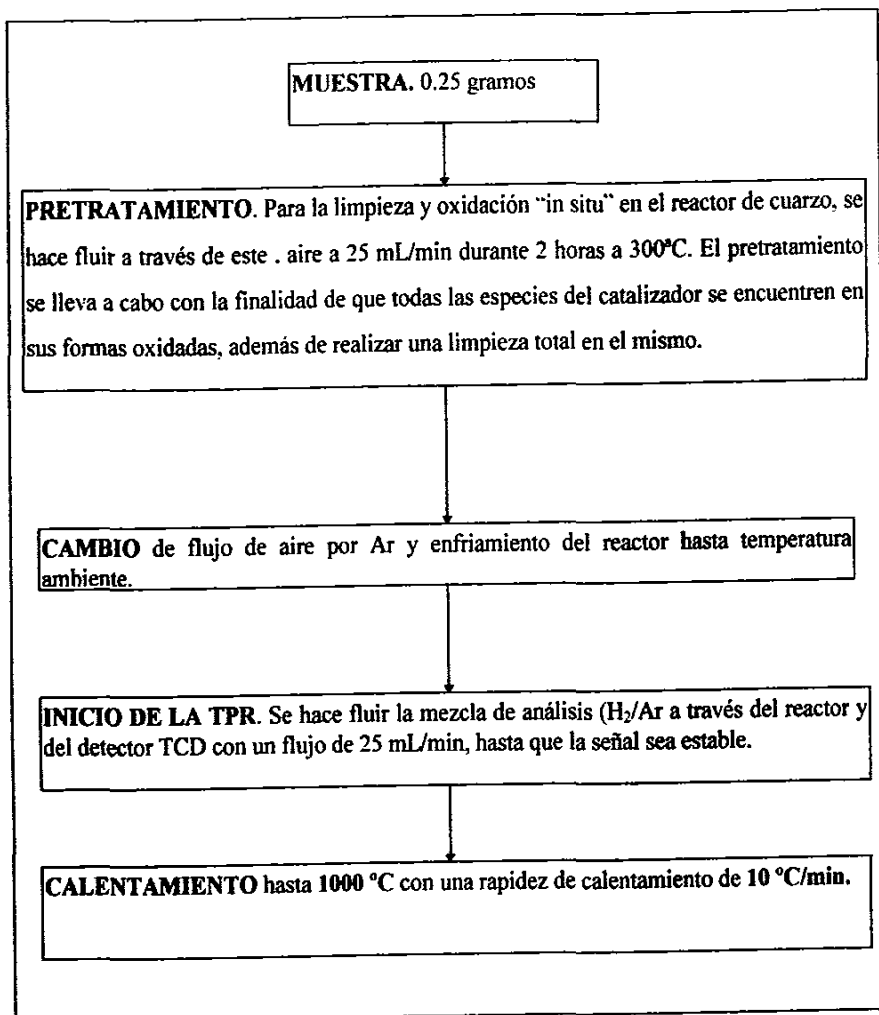 MUESTRA. 0.25 gramos
PRETRATAMIENTO. Para la limpieza y oxidación "in situ" en el reactor de cuarzo, se
hace fluir a través de este . aire a 25 mL/min durante 2 horas a 300ºC. El pretratamiento
se lleva a cabo con la finalidad de que todas las especies del catalizador se encuentren en
sus formas oxidadas, además de realizar una limpieza total en el mismo.
CAMBIO de flujo de aire por Ar y enfriamiento del reactor hasta temperatura
ambiente.
INICIO DE LA TPR. Se hace fluir la mezcla de análisis (H₂/Ar a través del reactor y
del detector TCD con un flujo de 25 mL/min, hasta que la señal sea estable.
CALENTAMIENTO hasta 1000 ºC con una rapidez de calentamiento de 10 ºC/min.